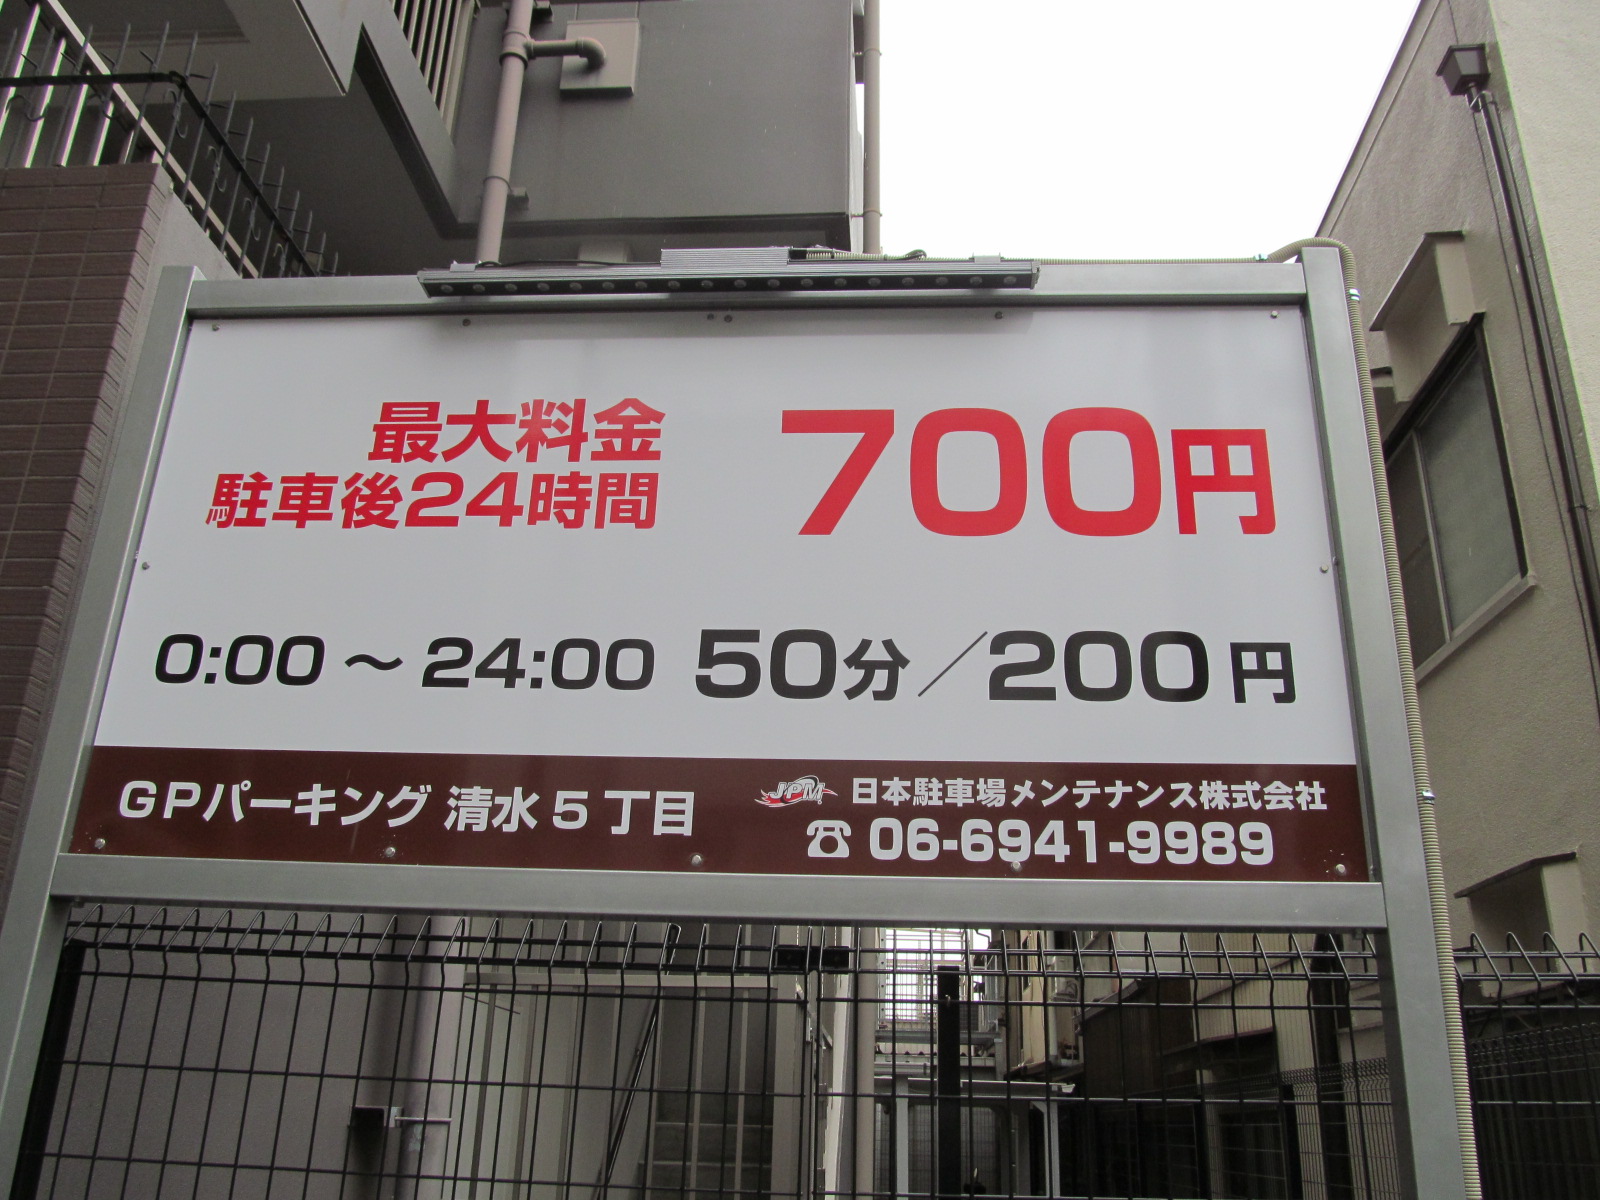 最大料金
駐車後24時間 700円
0:00 ～ 24:00 50分／200円
GPパーキング 清水5丁目
JPM 日本駐車場メンテナンス株式会社
☎ 06-6941-9989